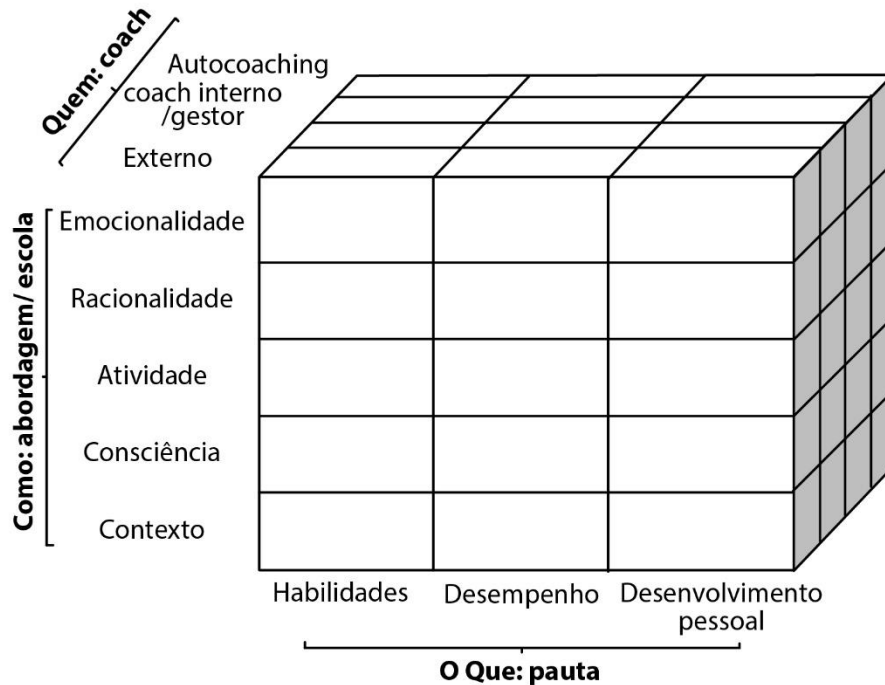 Quem: coach
Autocoaching
coach interno
/gestor
Externo
Como: abordagem/ escola
Emocionalidade
Racionalidade
Atividade
Consciência
Contexto
Habilidades
Desempenho
Desenvolvimento
pessoal
O Que: pauta